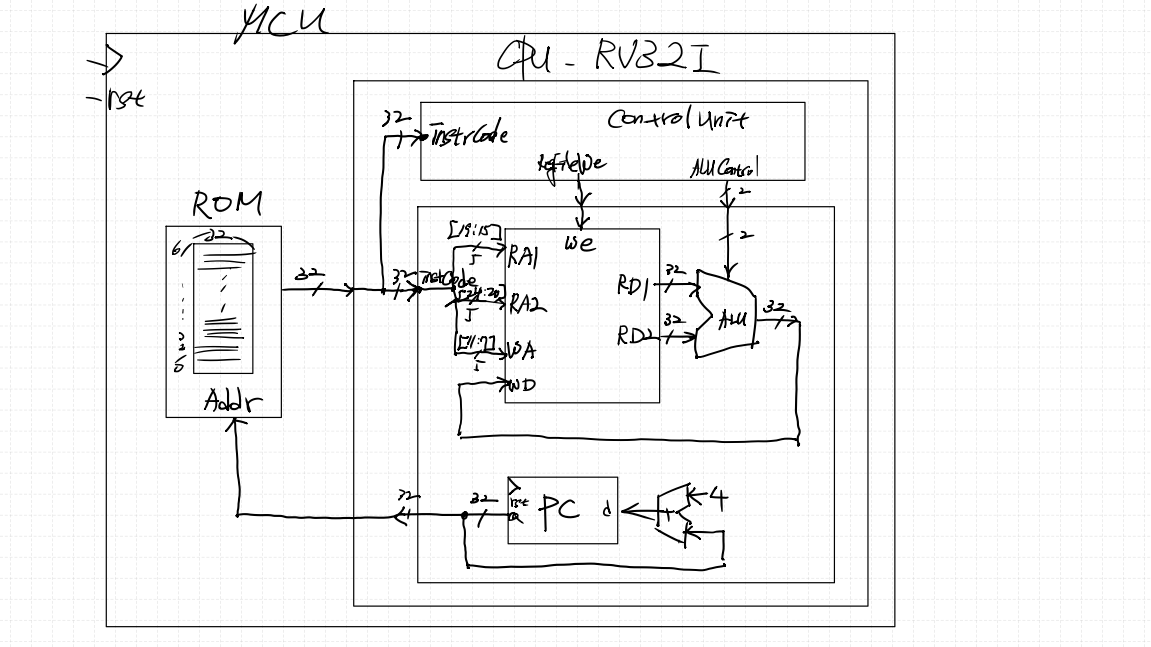 MCU
CPU - RV32I
rst
Control Unit
32
InstrCode
RegfileWe
ALUControl
2
ROM
[19:15]
5
RA1
We
2
32
61
32
32
InstrCode
[24:20]
5
RA2
RD1
32
ALU
32
RD2
32
[11:7]
5
WA
WD
2
3
Addr
32
32
rst
Q
PC
d
+
4